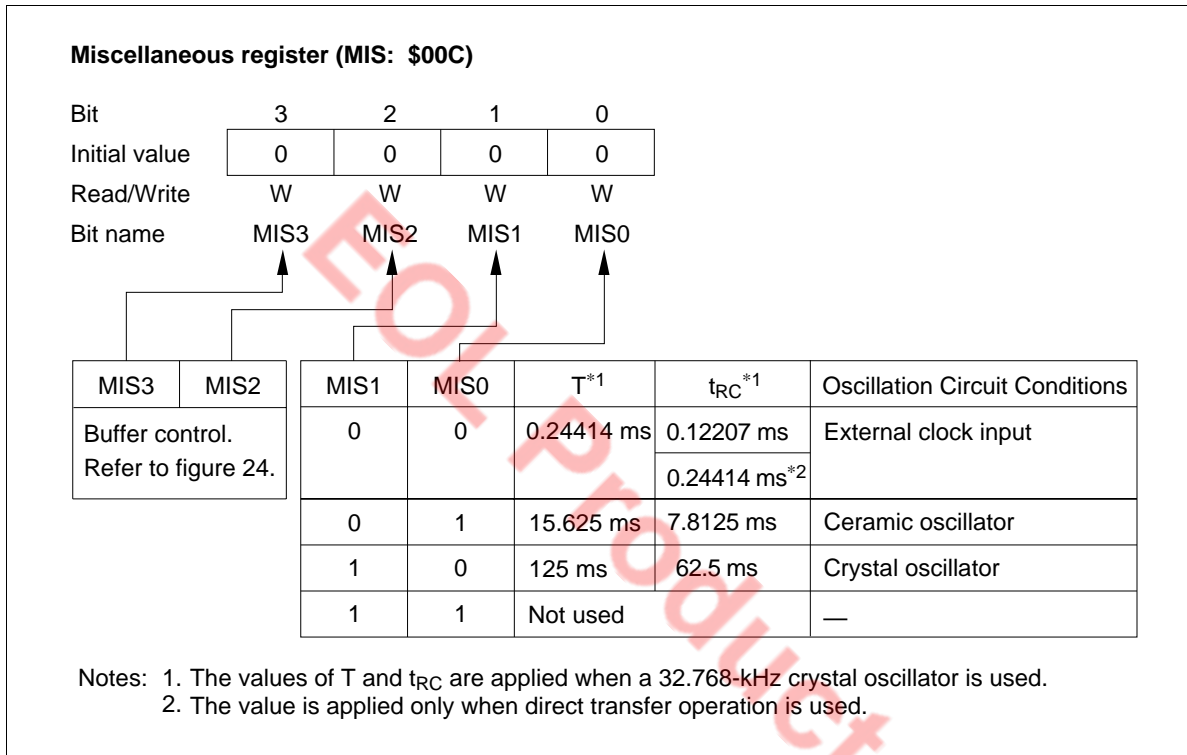 Miscellaneous register (MIS: $00C)
Bit 3 2 1 0
Initial value 0 0 0 0
Read/Write W W W W
Bit name MIS3 MIS2 MIS1 MIS0
MIS3 MIS2 MIS1 MIS0 T*1 tRC*1 Oscillation Circuit Conditions
Buffer control. 0 0 0.24414 ms 0.12207 ms External clock input
Refer to figure 24. 0.24414 ms*2
0 1 15.625 ms 7.8125 ms Ceramic oscillator
1 0 125 ms 62.5 ms Crystal oscillator
1 1 Not used —
Notes: 1. The values of T and tRC are applied when a 32.768-kHz crystal oscillator is used.
2. The value is applied only when direct transfer operation is used.
EOL Product